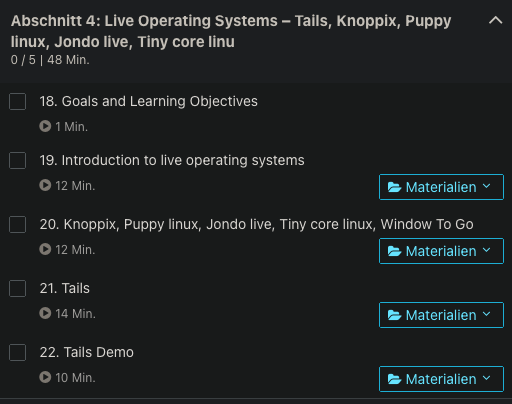 Abschnitt 4: Live Operating Systems – Tails, Knoppix, Puppy
linux, Jondo live, Tiny core linu
0 / 5 | 48 Min.
18. Goals and Learning Objectives
1 Min.
19. Introduction to live operating systems
12 Min.
Materialien
20. Knoppix, Puppy linux, Jondo live, Tiny core linux, Window To Go
12 Min.
Materialien
21. Tails
14 Min.
Materialien
22. Tails Demo
10 Min.
Materialien